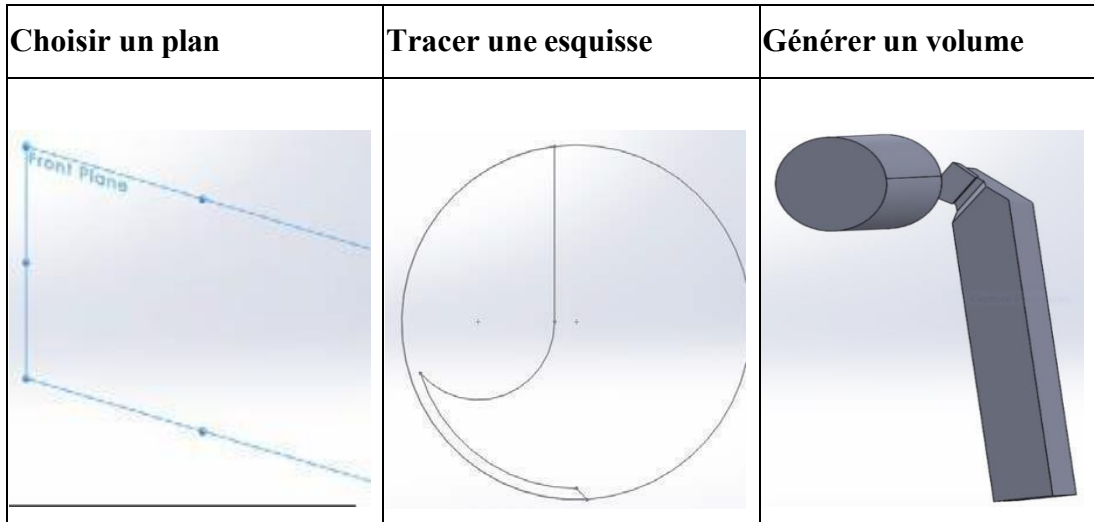 Choisir un plan
Tracer une esquisse
Générer un volume
Front Plane